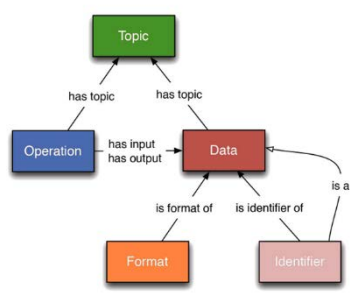 Topic
has topic
has topic
Operation
has input
has output
Data
is a
is format of
is identifier of
Format
Identifier